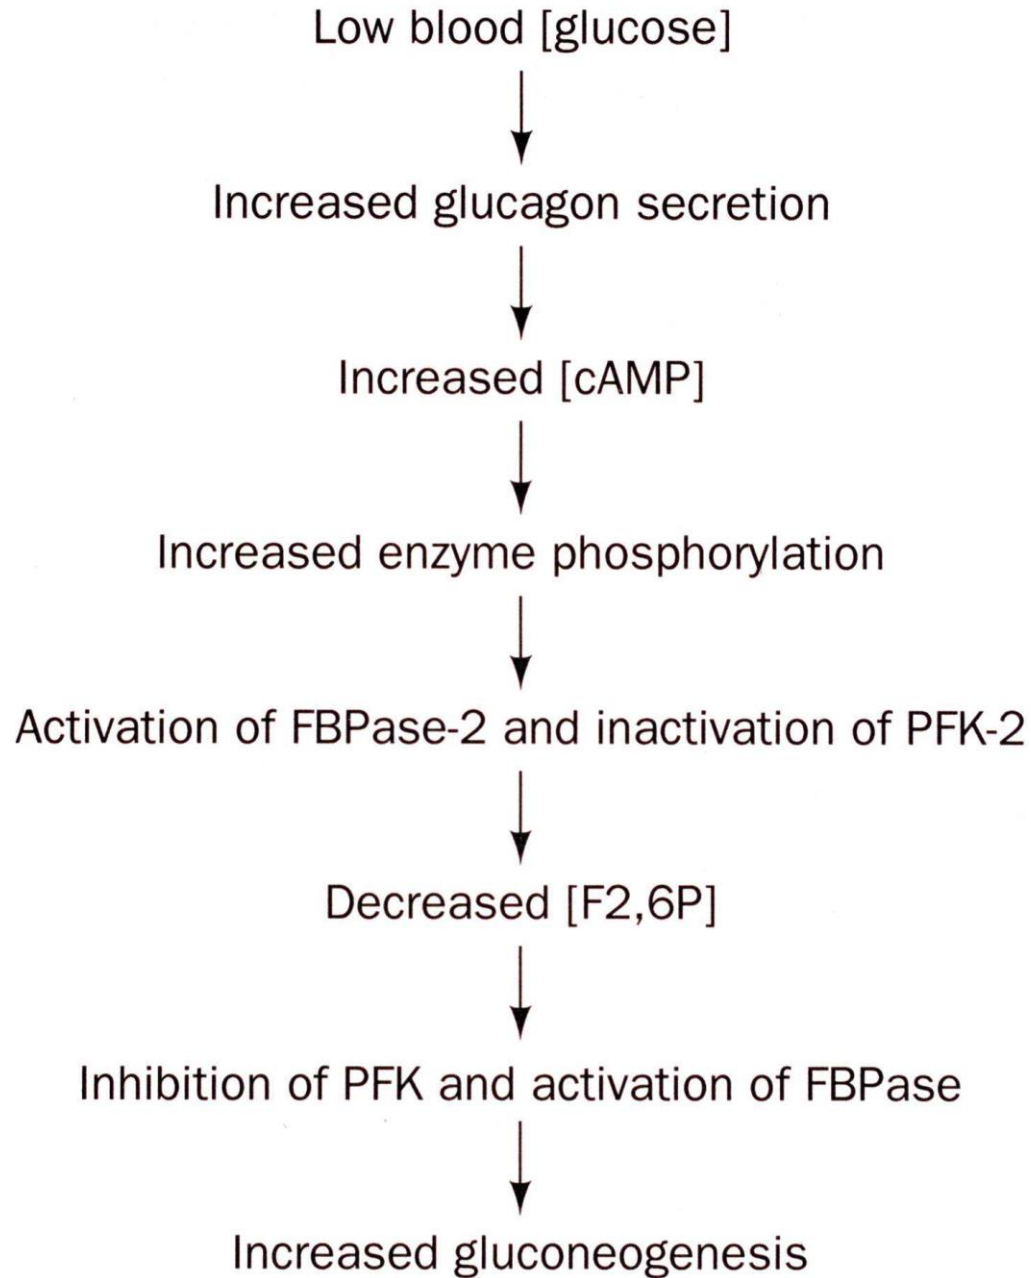 Low blood [glucose]
Increased glucagon secretion
Increased [cAMP]
Increased enzyme phosphorylation
Activation of FBPase-2 and inactivation of PFK-2
Decreased [F2,6P]
Inhibition of PFK and activation of FBPase
Increased gluconeogenesis